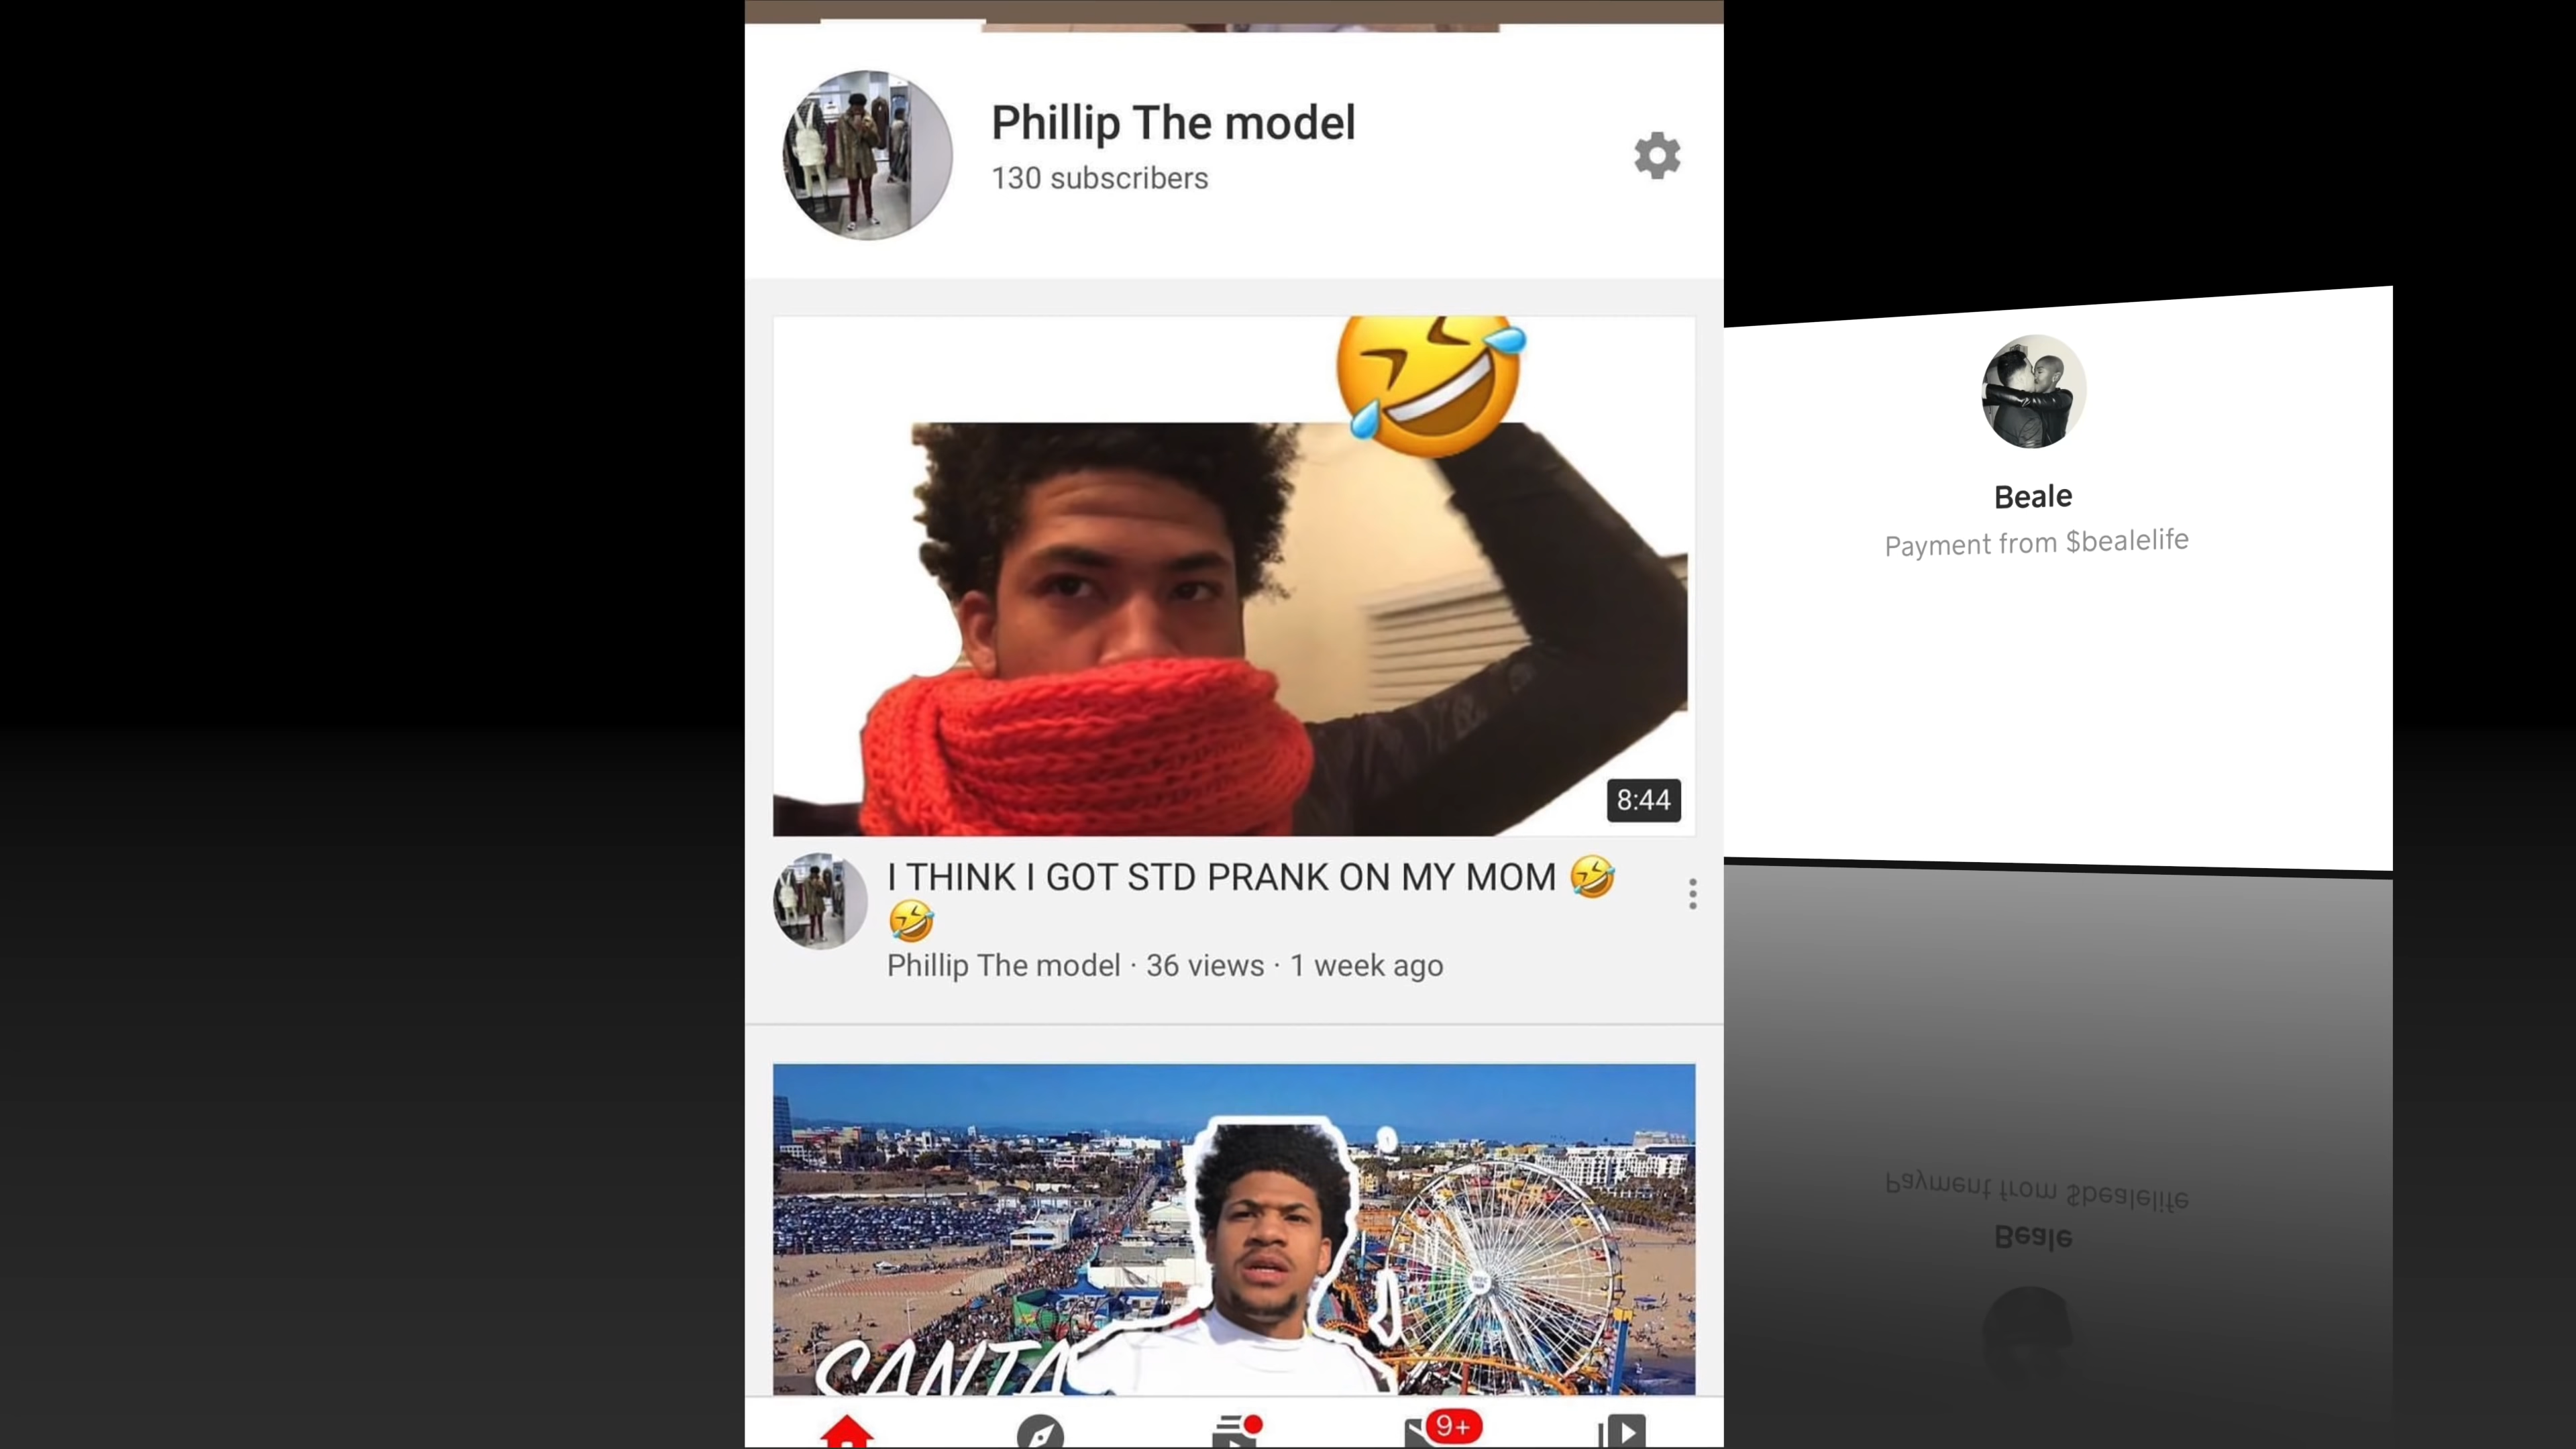 Phillip The model
130 subscribers
8:44
I THINK I GOT STD PRANK ON MY MOM 🤣
🤣
Phillip The model · 36 views · 1 week ago
SANTA
9+
Beale
Payment from $bealelife
Payment from $bealelife
Beale